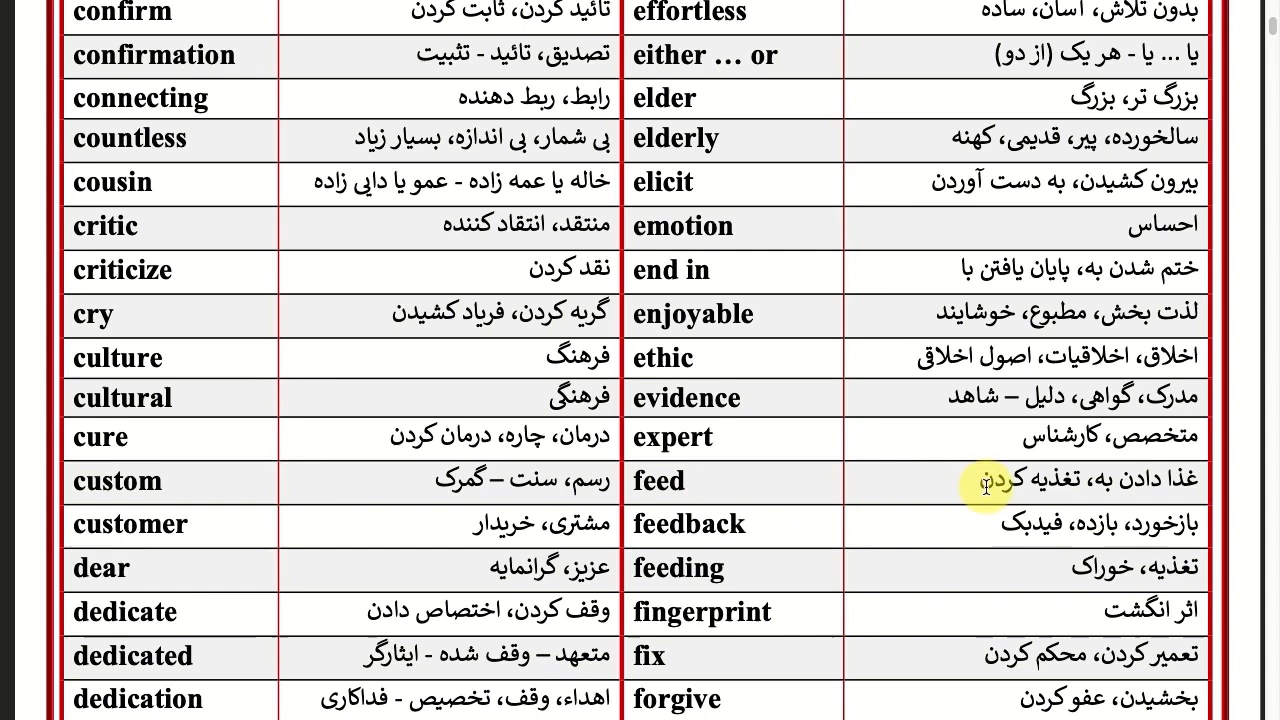 confirm تائید کردن، ثابت کردن effortless بدون تلاش، آسان، ساده
confirmation تصدیق، تائید - تثبیت either … or یا ... یا - هر یک (از دو)
connecting رابط، ربط دهنده elder بزرگ تر، بزرگ
countless بی شمار، بی اندازه، بسیار زیاد elderly سالخورده، پیر، قدیمی، کهنه
cousin خاله یا عمه زاده - عمو یا دایی زاده elicit بیرون کشیدن، به دست آوردن
critic منتقد، انتقاد کننده emotion احساس
criticize نقد کردن end in ختم شدن به، پایان یافتن با
cry گریه کردن، فریاد کشیدن enjoyable لذت بخش، مطبوع، خوشایند
culture فرهنگ ethic اخلاق، اخلاقیات، اصول اخلاقی
cultural فرهنگی evidence مدرک، گواهی، دلیل – شاهد
cure درمان، چاره، درمان کردن expert متخصص، کارشناس
custom رسم، سنت – گمرک feed غذا دادن به، تغذیه کردن
customer مشتری، خریدار feedback بازخورد، بازده، فیدبک
dear عزیز، گرانمایه feeding تغذیه، خوراک
dedicate وقف کردن، اختصاص دادن fingerprint اثر انگشت
dedicated متعهد – وقف شده - ایثارگر fix تعمیر کردن، محکم کردن
dedication اهداء، وقف، تخصیص - فداکاری forgive بخشیدن، عفو کردن